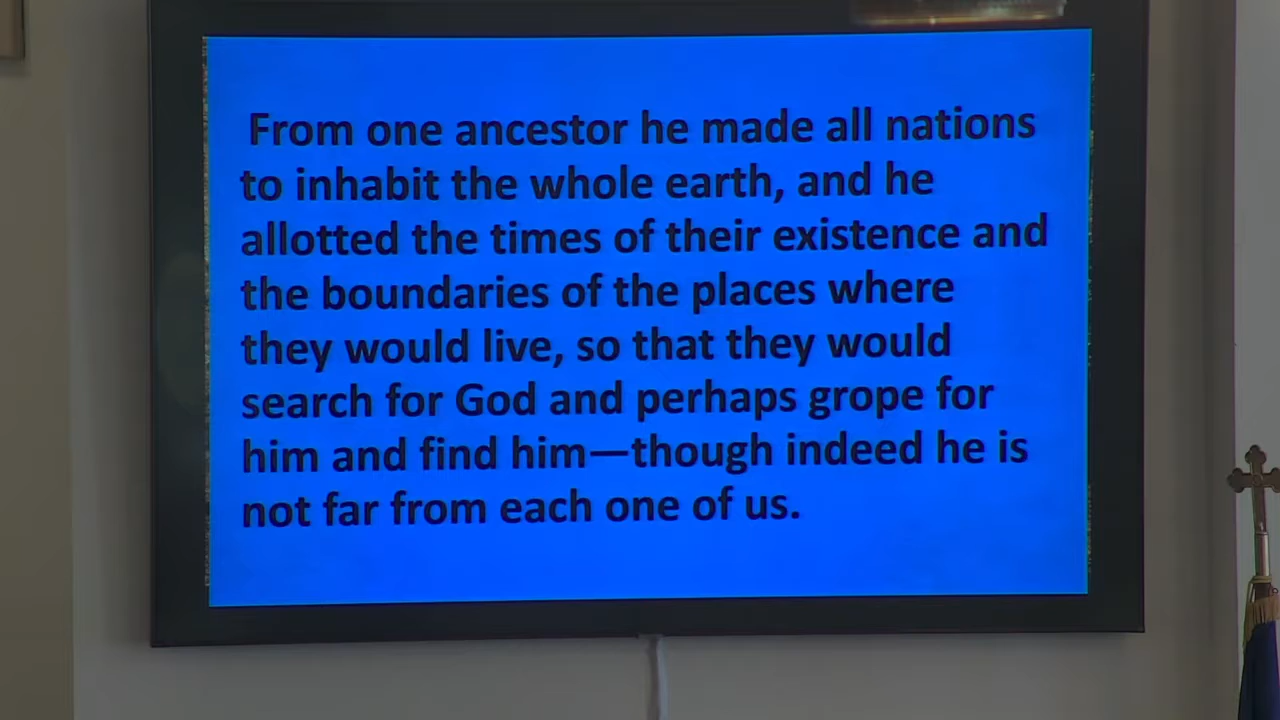 From one ancestor he made all nations
to inhabit the whole earth, and he
allotted the times of their existence and
the boundaries of the places where
they would live, so that they would
search for God and perhaps grope for
him and find him—though indeed he is
not far from each one of us.